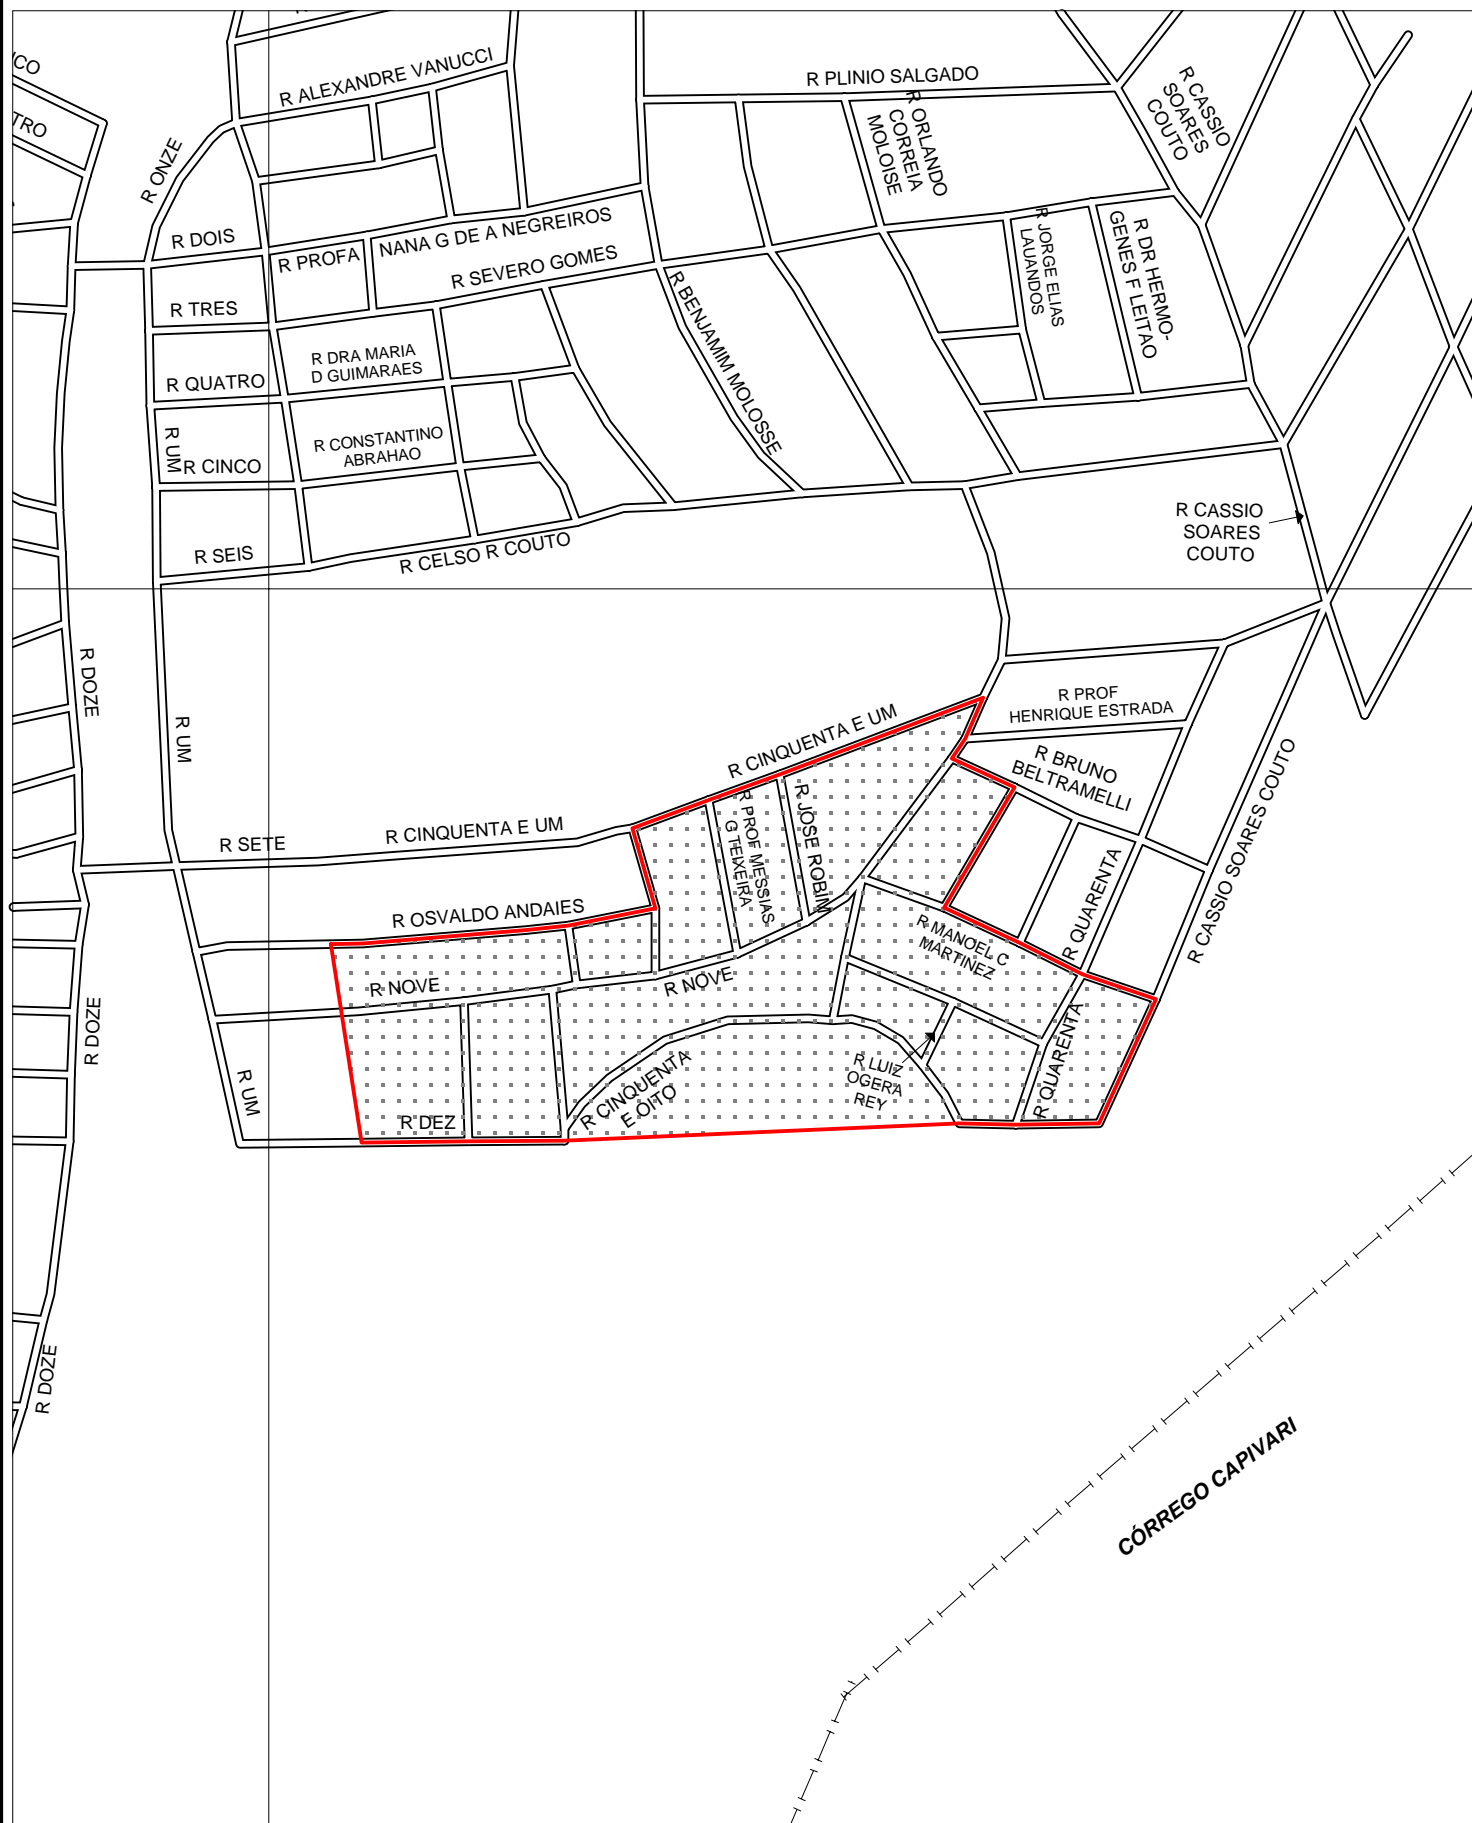 ICO
TRO
R ALEXANDRE VANUCCI
R PLINIO SALGADO
R CASSIO
SOARES
COUTO
R ORLANDO
CORREIA
MOLOISE
R ONZE
R DOIS
R PROFA
NANA G DE A NEGREIROS
R SEVERO GOMES
R JORGE ELIAS
LAUANDOS
R DR HERMO-
GENES F LEITAO
R TRES
R BENJAMIM MOLOSSE
R DRA MARIA
D GUIMARAES
R QUATRO
R UM
R CONSTANTINO
ABRAHAO
R CINCO
R CASSIO
SOARES
COUTO
R SEIS
R CELSO R COUTO
R DOZE
R UM
R PROF
HENRIQUE ESTRADA
R CINQUENTA E UM
R BRUNO
BELTRAMELLI
R CASSIO SOARES COUTO
R PROF MESSIAS
G TEIXEIRA
R JOSE ROBIM
R SETE
R CINQUENTA E UM
R QUARENTA
R OSVALDO ANDAIES
R MANOEL C
MARTINEZ
R NOVE
R NOVE
R DOZE
R UM
R CINQUENTA
E OITO
R LUIZ
OGERA
REY
R QUARENTA
R DEZ
R DOZE
CÓRREGO CAPIVARI